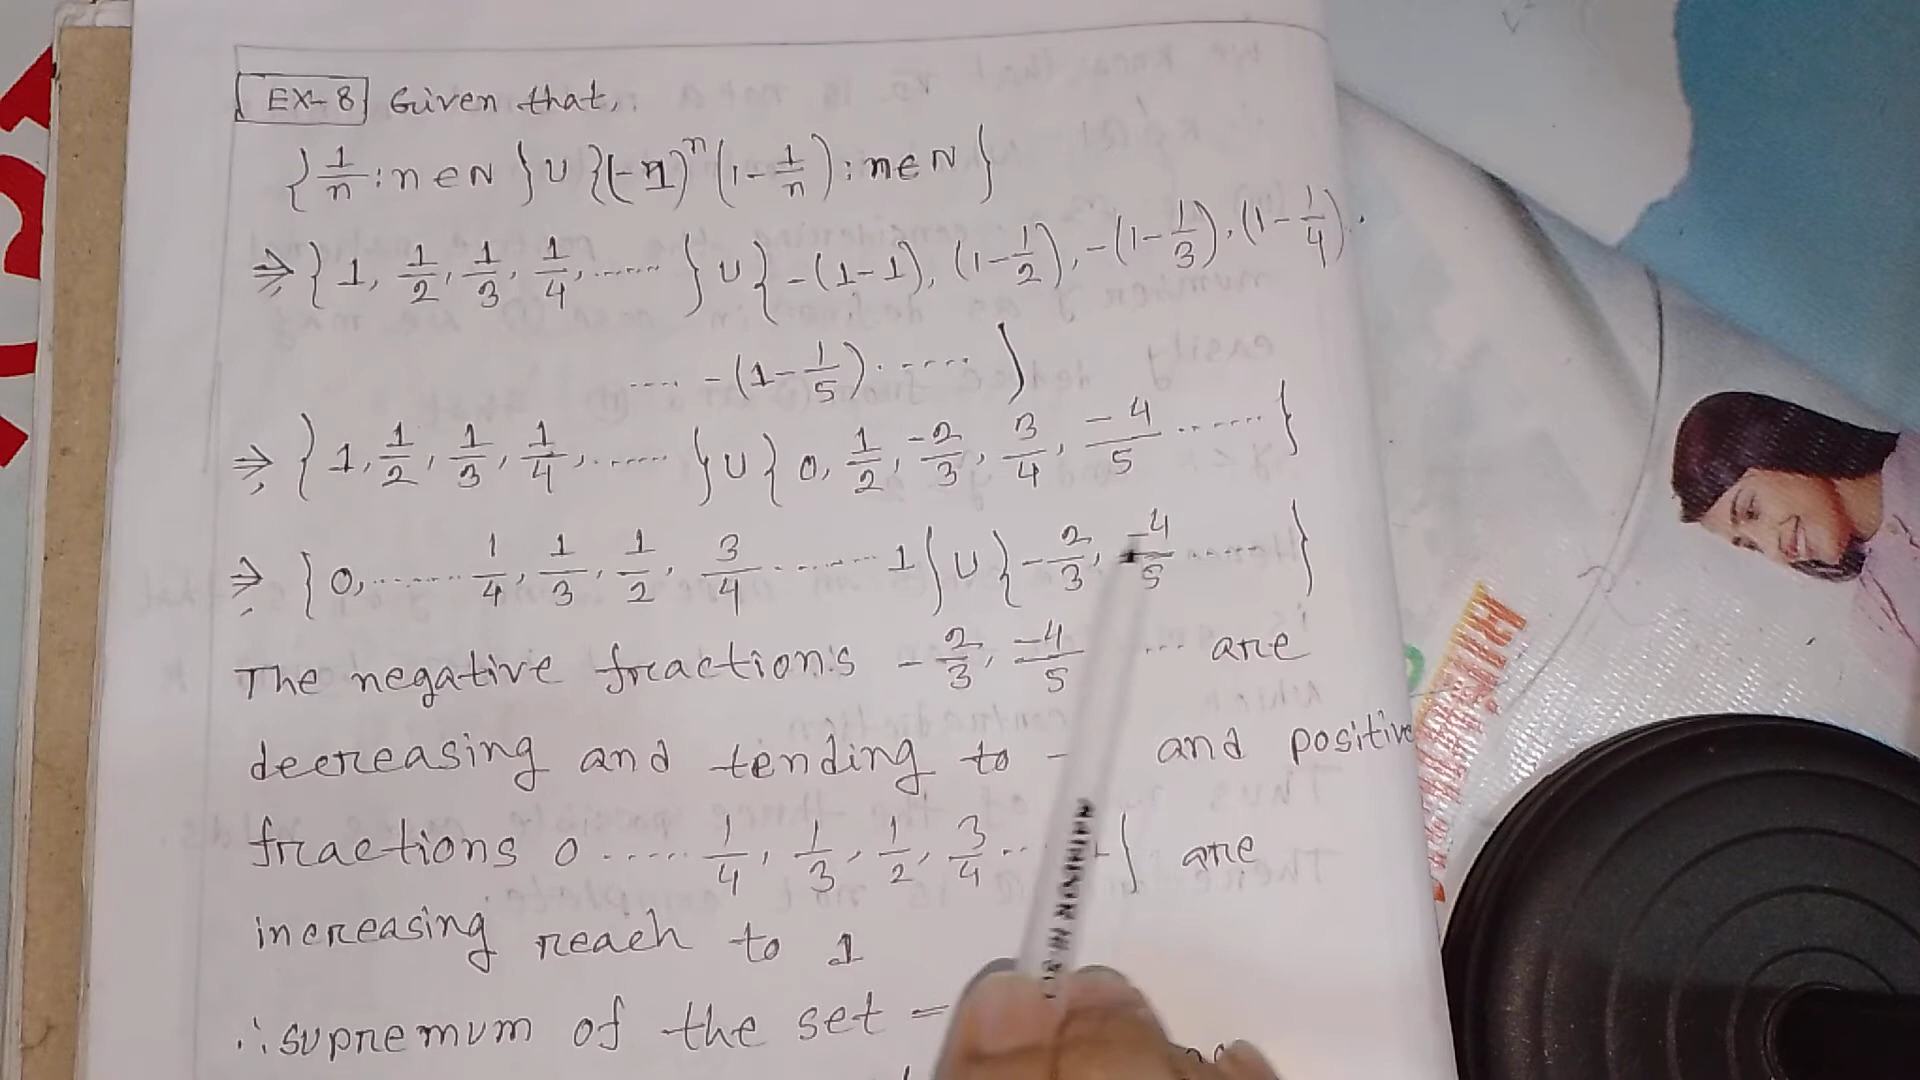 EX-8 Given that,
{1/n : n ∈ N} ∪ {(-1)^n (1 - 1/n) : n ∈ N}
⇒ {1, 1/2, 1/3, 1/4, ......} ∪ {-(1-1), (1-1/2), -(1-1/3), (1-1/4).
.... -(1-1/5) ...... }
⇒ {1, 1/2, 1/3, 1/4, ......} ∪ {0, 1/2, -2/3, 3/4, -4/5 ......}
⇒ {0, ...... 1/4, 1/3, 1/2, 3/4 ...... 1} ∪ {-2/3, -4/5 ...... }
The negative fractions -2/3, -4/5 ... are
decreasing and tending to - and positive
fractions 0 ..... 1/4, 1/3, 1/2, 3/4 ... } are
increasing reach to 1
∴ supremum of the set =